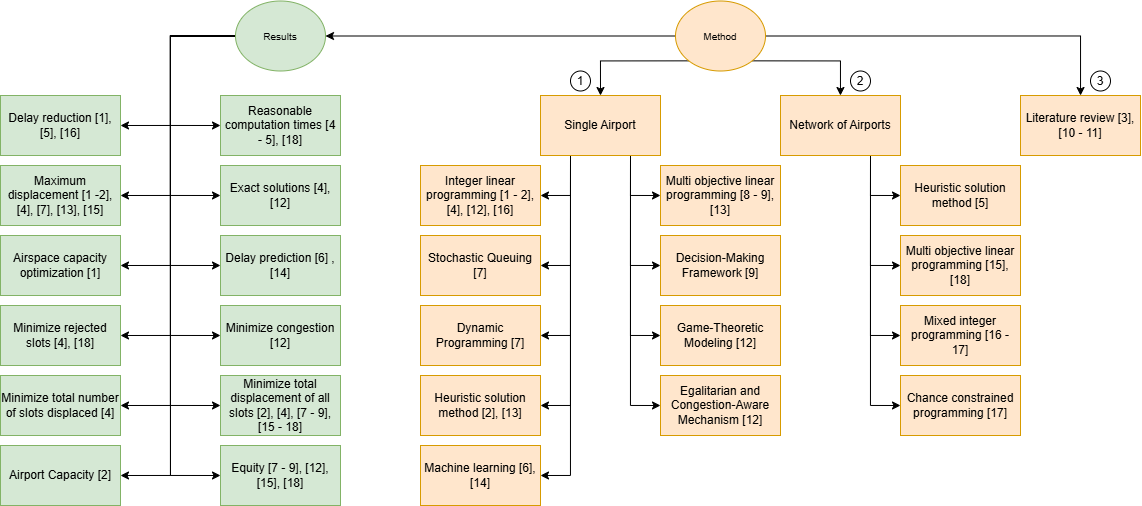 Results
Method
1
2
3
Delay reduction [1],
[5], [16]
Reasonable
computation times [4
- 5], [18]
Single Airport
Network of Airports
Literature review [3],
[10 - 11]
Maximum
displacement [1 -2],
[4], [7], [13], [15]
Exact solutions [4],
[12]
Integer linear
programming [1 - 2],
[4], [12], [16]
Multi objective linear
programming [8 - 9],
[13]
Heuristic solution
method [5]
Airspace capacity
optimization [1]
Delay prediction [6] ,
[14]
Stochastic Queuing
[7]
Decision-Making
Framework [9]
Multi objective linear
programming [15],
[18]
Minimize rejected
slots [4], [18]
Minimize congestion
[12]
Dynamic
Programming [7]
Game-Theoretic
Modeling [12]
Mixed integer
programming [16 -
17]
Minimize total number
of slots displaced [4]
Minimize total
displacement of all
slots [2], [4], [7 - 9],
[15 - 18]
Heuristic solution
method [2], [13]
Egalitarian and
Congestion-Aware
Mechanism [12]
Chance constrained
programming [17]
Airport Capacity [2]
Equity [7 - 9], [12],
[15], [18]
Machine learning [6],
[14]